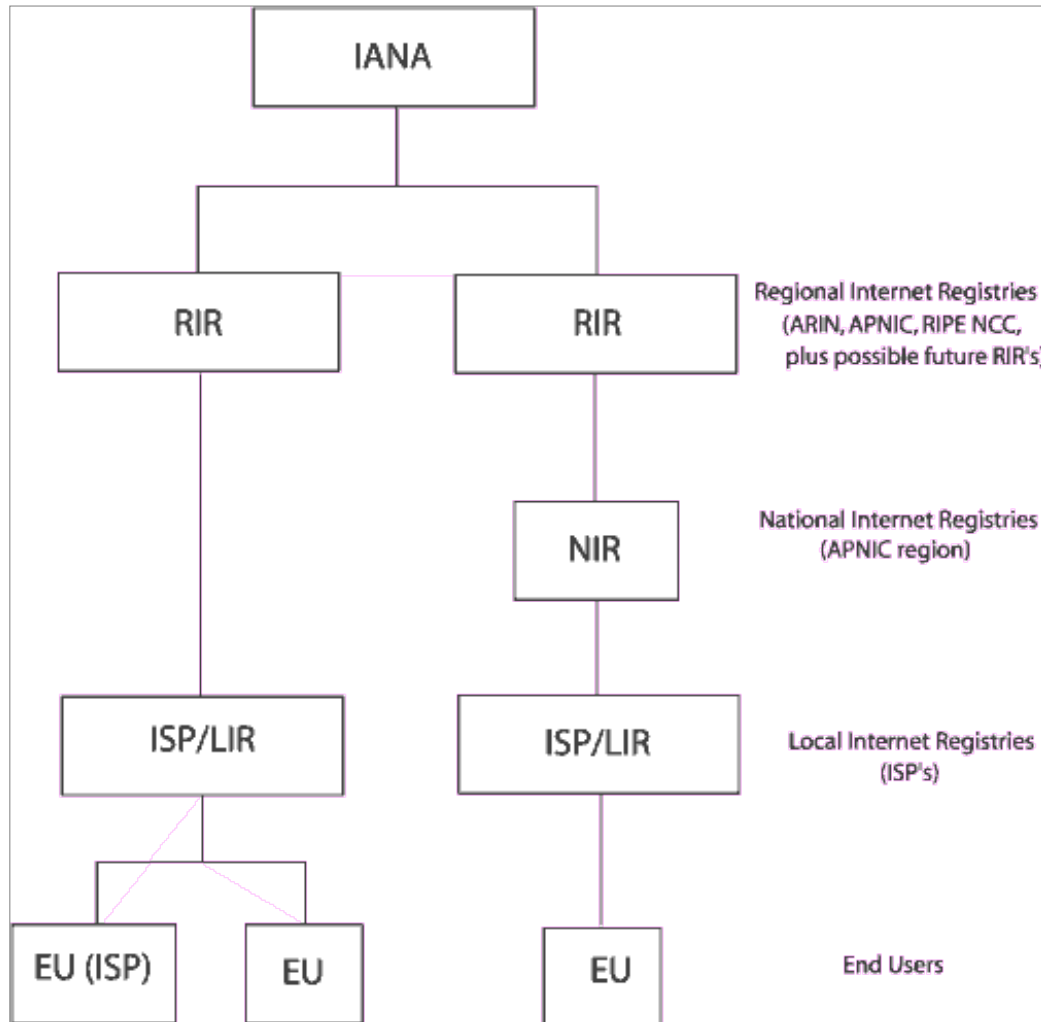 IANA
RIR
RIR
Regional Internet Registries
(ARIN, APNIC, RIPE NCC,
plus possible future RIR's)
NIR
National Internet Registries
(APNIC region)
ISP/LIR
ISP/LIR
Local Internet Registries
(ISP's)
EU (ISP)
EU
EU
End Users